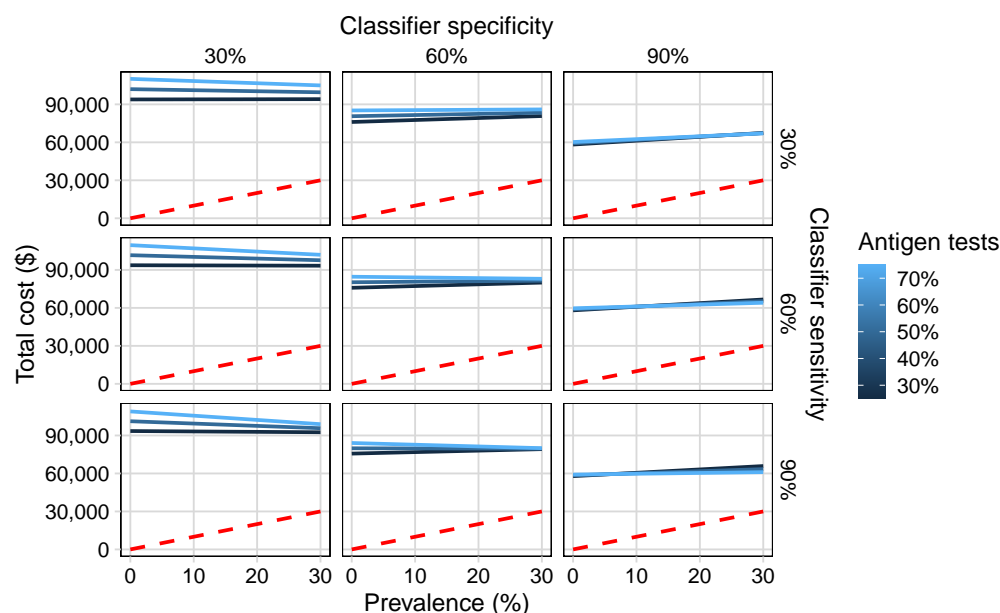 Classifier specificity
30% 60% 90%
Total cost ($)
90,000
60,000
30,000
0
30%
90,000
60,000
30,000
0
60%
90,000
60,000
30,000
0
90%
Classifier sensitivity
0 10 20 30 0 10 20 30 0 10 20 30
Prevalence (%)
Antigen tests
70%
60%
50%
40%
30%